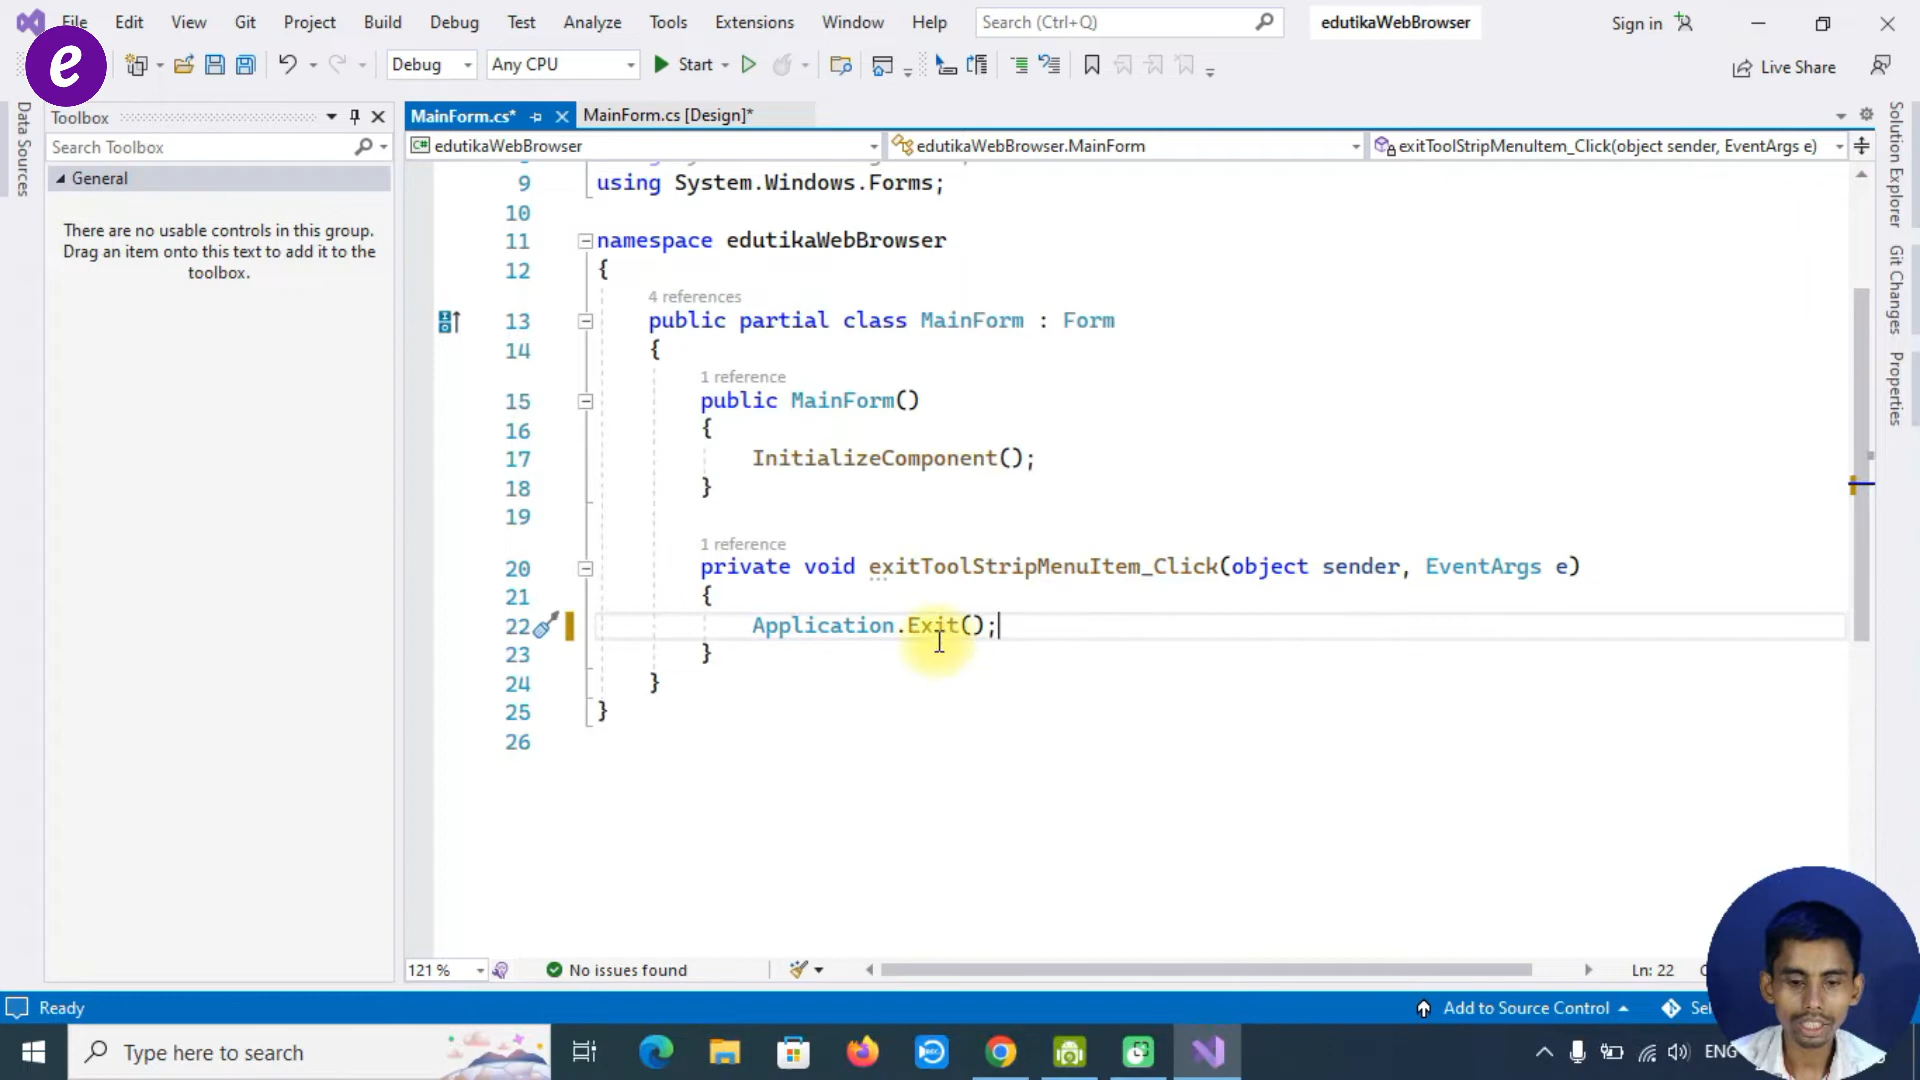 File Edit View Git Project Build Debug Test Analyze Tools Extensions Window Help Search (Ctrl+Q) edutikaWebBrowser Sign in
e
Debug Any CPU Start Live Share
Data Sources
Toolbox
Search Toolbox
General
There are no usable controls in this group.
Drag an item onto this text to add it to the
toolbox.
MainForm.cs* MainForm.cs [Design]*
edutikaWebBrowser edutikaWebBrowser.MainForm exitToolStripMenuItem_Click(object sender, EventArgs e)
9 using System.Windows.Forms;
10
11 namespace edutikaWebBrowser
12 {
4 references
13 public partial class MainForm : Form
14 {
1 reference
15 public MainForm()
16 {
17 InitializeComponent();
18 }
19
1 reference
20 private void exitToolStripMenuItem_Click(object sender, EventArgs e)
21 {
22 Application.Exit();
23 }
24 }
25 }
26
Solution Explorer
Git Changes
Properties
121 % No issues found Ln: 22
Ready Add to Source Control
Type here to search ENG